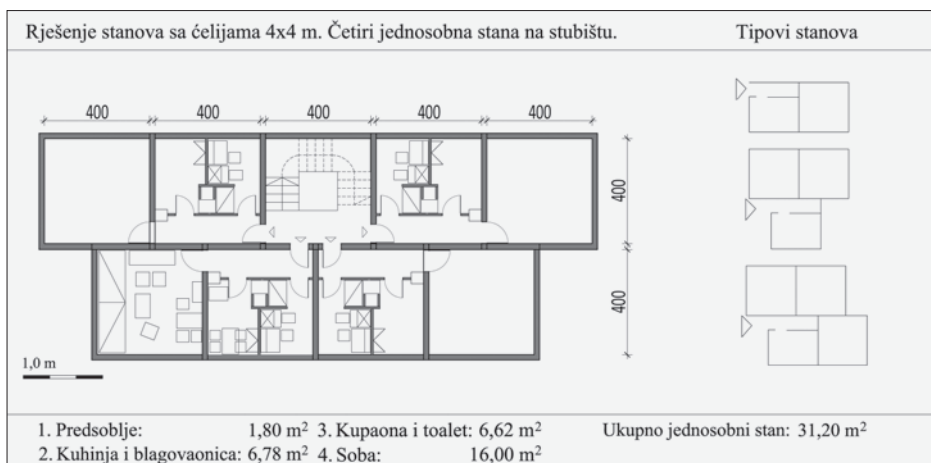 Rješenje stanova sa ćelijama 4x4 m. Četiri jednosobna stana na stubištu.
Tipovi stanova
400 400 400 400 400
400
400
1,0 m
1. Predsoblje: 1,80 m² 3. Kupaona i toalet: 6,62 m² Ukupno jednosobni stan: 31,20 m²
2. Kuhinja i blagovaonica: 6,78 m² 4. Soba: 16,00 m²